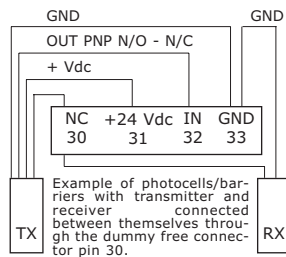 GND GND
OUT PNP N/O - N/C
+ Vdc
NC +24 Vdc IN GND
30 31 32 33
TX
Example of photocells/bar-
riers with transmitter and
receiver connected
between themselves throu-
gh the dummy free connec-
tor pin 30.
RX